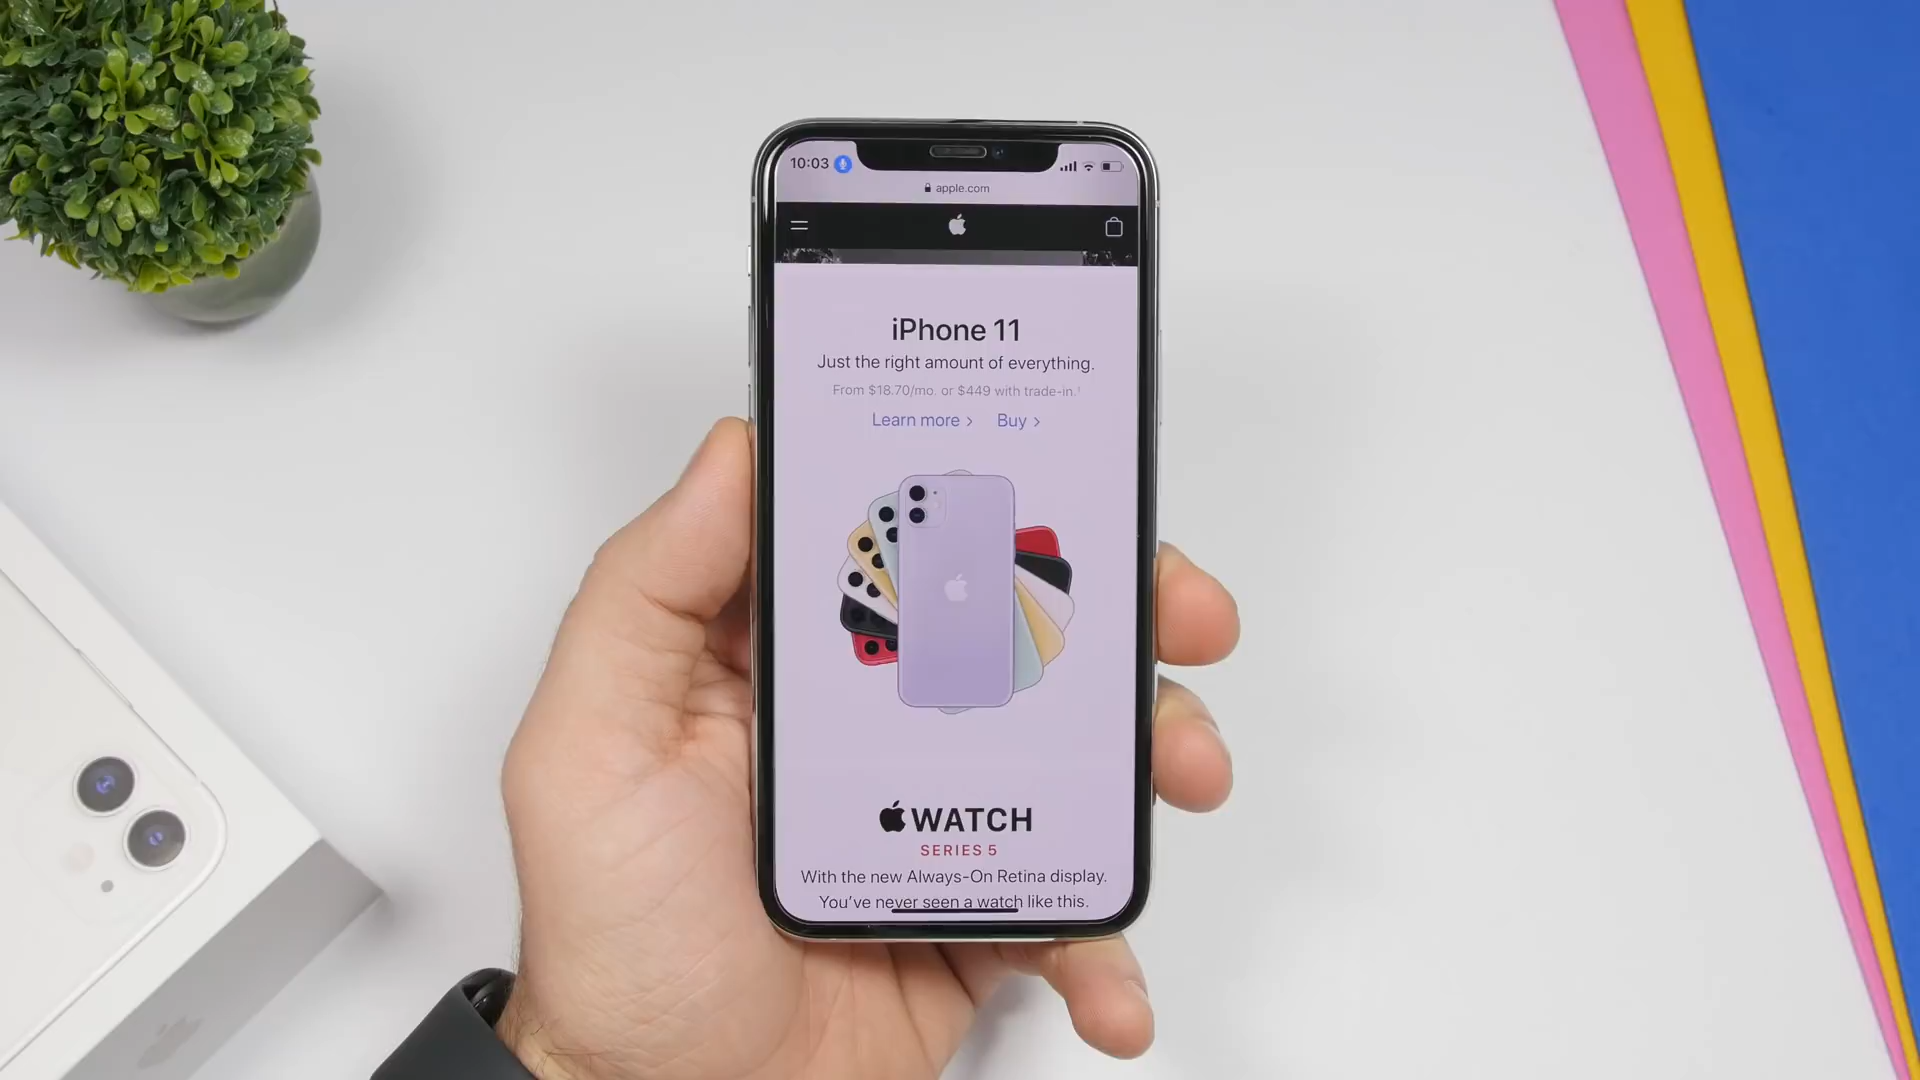 10:03
apple.com
iPhone 11
Just the right amount of everything.
From $18.70/mo. or $449 with trade-in.¹
Learn more >
Buy >
WATCH
SERIES 5
With the new Always-On Retina display.
You've never seen a watch like this.